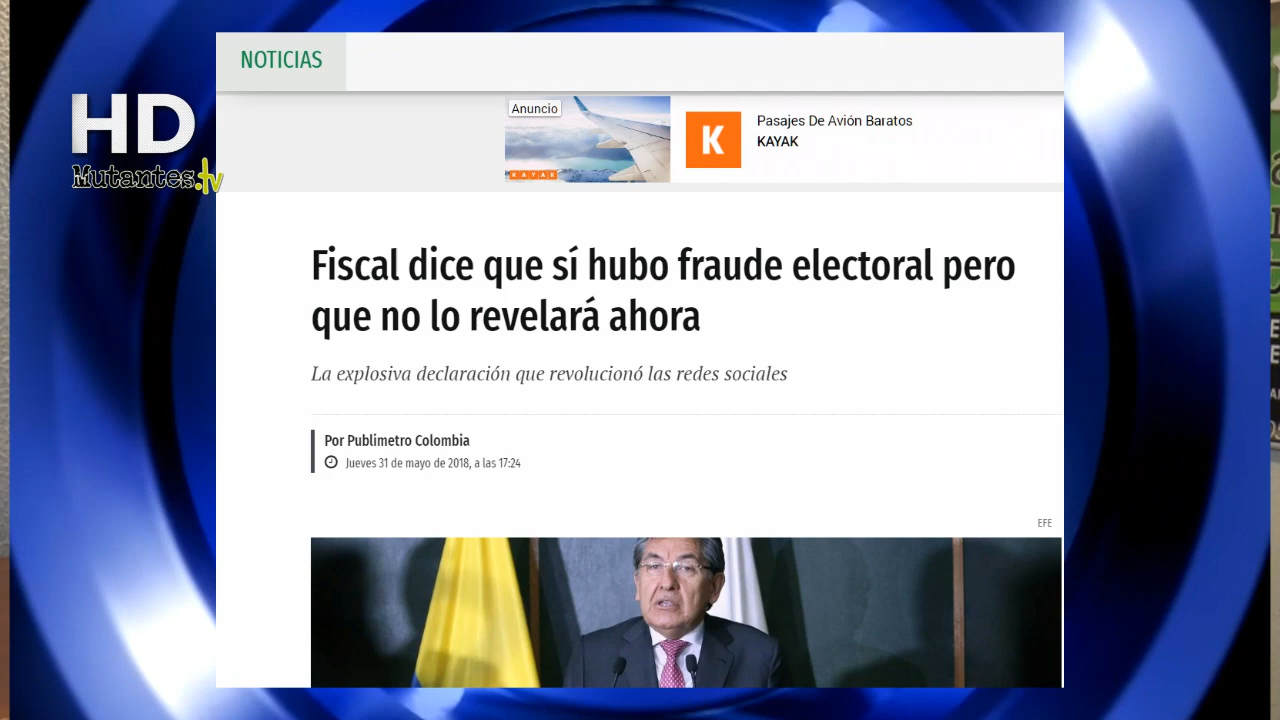 NOTICIAS
HD
Mutantes.tv
Anuncio
KAYAK
K
Pasajes De Avión Baratos
KAYAK
Fiscal dice que sí hubo fraude electoral pero
que no lo revelará ahora
La explosiva declaración que revolucionó las redes sociales
Por Publimetro Colombia
Jueves 31 de mayo de 2018, a las 17:24
EFE